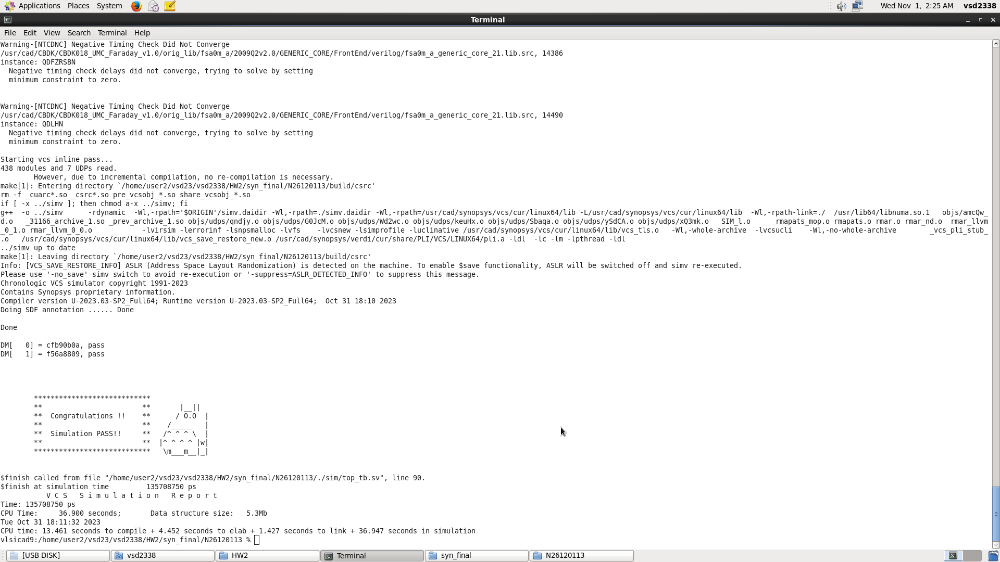 Applications Places System Wed Nov 1, 2:25 AM vsd2338
Terminal
File Edit View Search Terminal Help
Warning-[NTCDNC] Negative Timing Check Did Not Converge
/usr/cad/CBDK/CBDK018_UMC_Faraday_v1.0/orig_lib/fsa0m_a/2009Q2v2.0/GENERIC_CORE/FrontEnd/verilog/fsa0m_a_generic_core_21.lib.src, 14386
instance: QDFZRSBN
  Negative timing check delays did not converge, trying to solve by setting
  minimum constraint to zero.
Warning-[NTCDNC] Negative Timing Check Did Not Converge
/usr/cad/CBDK/CBDK018_UMC_Faraday_v1.0/orig_lib/fsa0m_a/2009Q2v2.0/GENERIC_CORE/FrontEnd/verilog/fsa0m_a_generic_core_21.lib.src, 14490
instance: QDLHN
  Negative timing check delays did not converge, trying to solve by setting
  minimum constraint to zero.
Starting vcs inline pass...
438 modules and 7 UDPs read.
        However, due to incremental compilation, no re-compilation is necessary.
make[1]: Entering directory `/home/user2/vsd23/vsd2338/HW2/syn_final/N26120113/build/csrc'
rm -f _cuarc*.so _csrc*.so pre_vcsobj_*.so share_vcsobj_*.so
if [ -x ../simv ]; then chmod a-x ../simv; fi
g++  -o ../simv      -rdynamic  -Wl,-rpath='$ORIGIN'/simv.daidir -Wl,-rpath=./simv.daidir -Wl,-rpath=/usr/cad/synopsys/vcs/cur/linux64/lib -L/usr/cad/synopsys/vcs/cur/linux64/lib  -Wl,-rpath-link=./  /usr/lib64/libnuma.so.1   objs/amcQw_
d.o   _31166_archive_1.so _prev_archive_1.so objs/udps/qndjy.o objs/udps/G0JcM.o objs/udps/Wd2wc.o objs/udps/keuHx.o objs/udps/Sbaqa.o objs/udps/ySdCA.o objs/udps/xQ3mk.o   SIM_l.o      rmapats_mop.o rmapats.o rmar.o rmar_nd.o  rmar_llvm
_0_1.o rmar_llvm_0_0.o            -lvirsim -lerrorinf -lsnpsmalloc -lvfs    -lvcsnew -lsimprofile -luclinative /usr/cad/synopsys/vcs/cur/linux64/lib/vcs_tls.o   -Wl,-whole-archive  -lvcsucli    -Wl,-no-whole-archive        _vcs_pli_stub_
.o   /usr/cad/synopsys/vcs/cur/linux64/lib/vcs_save_restore_new.o /usr/cad/synopsys/verdi/cur/share/PLI/VCS/LINUX64/pli.a -ldl  -lc -lm -lpthread -ldl
../simv up to date
make[1]: Leaving directory `/home/user2/vsd23/vsd2338/HW2/syn_final/N26120113/build/csrc'
Info: [VCS_SAVE_RESTORE_INFO] ASLR (Address Space Layout Randomization) is detected on the machine. To enable $save functionality, ASLR will be switched off and simv re-executed.
Please use '-no_save' simv switch to avoid re-execution or '-suppress=ASLR_DETECTED_INFO' to suppress this message.
Chronologic VCS simulator copyright 1991-2023
Contains Synopsys proprietary information.
Compiler version U-2023.03-SP2_Full64; Runtime version U-2023.03-SP2_Full64;  Oct 31 18:10 2023
Doing SDF annotation ...... Done
Done
DM[   0] = cfb90b0a, pass
DM[   1] = f56a8809, pass
        ****************************
        **                        **       |__||
        **  Congratulations !!    **      / O.O  |
        **                        **    /_____   |
        **  Simulation PASS!!     **   /^ ^ ^ \  |
        **                        **  |^ ^ ^ ^ |w|
        ****************************   \m___m__|_|
$finish called from file "/home/user2/vsd23/vsd2338/HW2/syn_final/N26120113/./sim/top_tb.sv", line 90.
$finish at simulation time         135708750 ps
           V C S   S i m u l a t i o n   R e p o r t
Time: 135708750 ps
CPU Time:     36.900 seconds;       Data structure size:   5.3Mb
Tue Oct 31 18:11:32 2023
CPU time: 13.461 seconds to compile + 4.452 seconds to elab + 1.427 seconds to link + 36.947 seconds in simulation
vlsicad9:/home/user2/vsd23/vsd2338/HW2/syn_final/N26120113 %
[USB DISK] vsd2338 HW2 Terminal syn_final N26120113